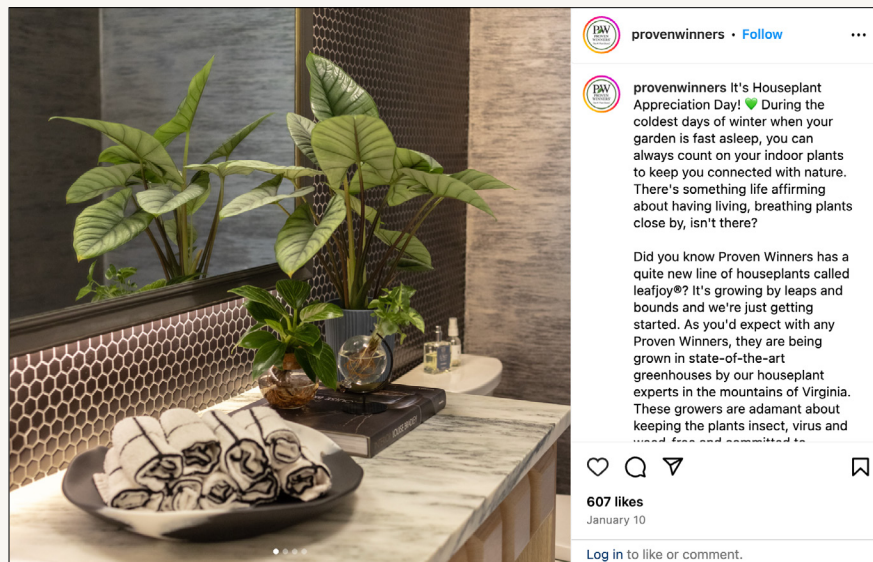 provenwinners • Follow
provenwinners It's Houseplant
Appreciation Day! 💚 During the
coldest days of winter when your
garden is fast asleep, you can
always count on your indoor plants
to keep you connected with nature.
There's something life affirming
about having living, breathing plants
close by, isn't there?
Did you know Proven Winners has a
quite new line of houseplants called
leafjoy®? It's growing by leaps and
bounds and we're just getting
started. As you'd expect with any
Proven Winners, they are being
grown in state-of-the-art
greenhouses by our houseplant
experts in the mountains of Virginia.
These growers are adamant about
keeping the plants insect, virus and
weed-free and committed to
607 likes
January 10
Log in to like or comment.